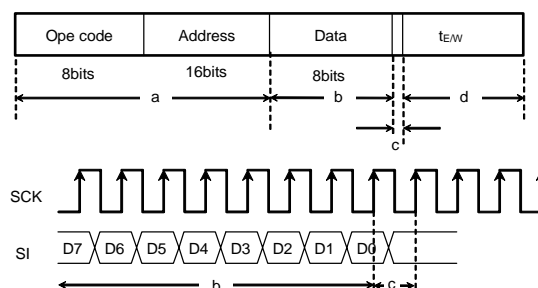 Ope code Address Data tE/W
8bits 16bits 8bits
a b d
c
SCK
SI D7 D6 D5 D4 D3 D2 D1 D0
b c